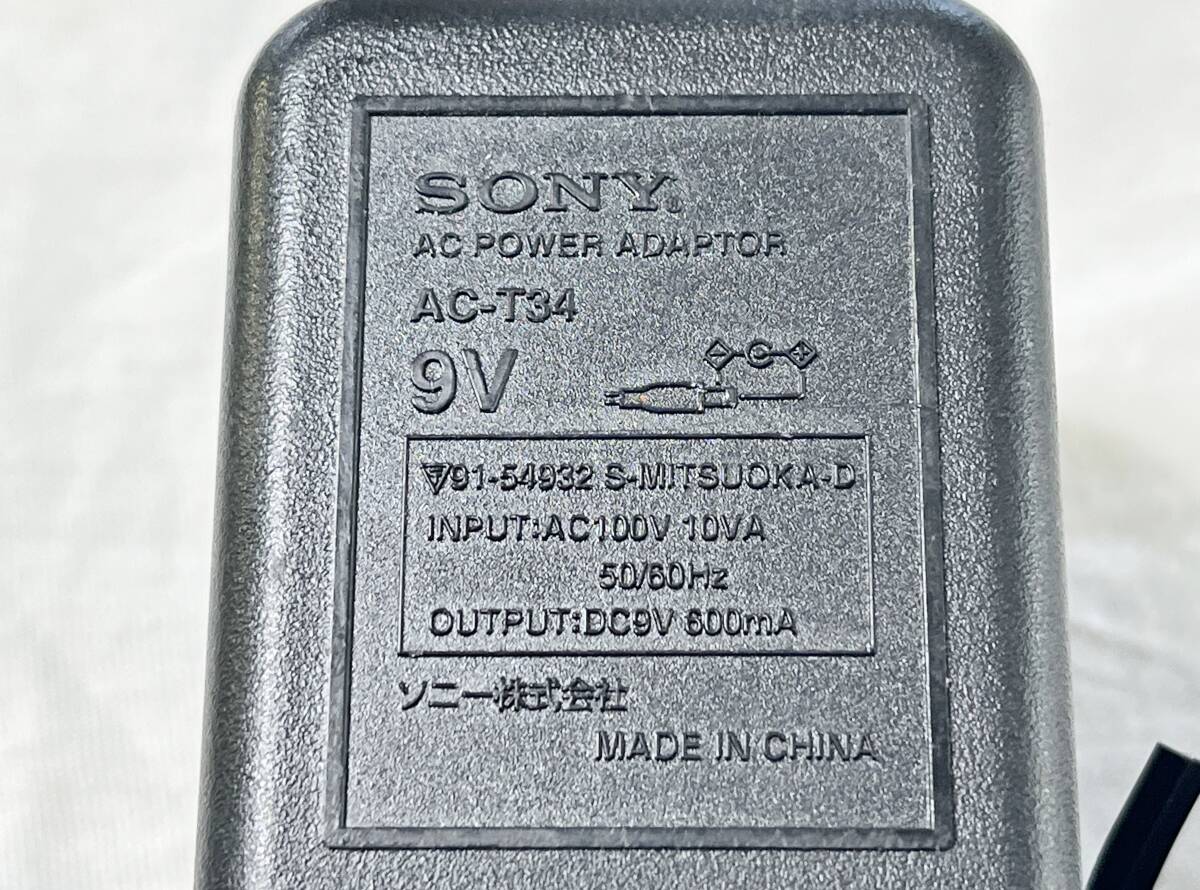 SONY
AC POWER ADAPTOR
AC-T34
9V
91-54932 S-MITSUOKA-D
INPUT:AC100V 10VA
50/60Hz
OUTPUT:DC9V 600mA
ソニー株式会社
MADE IN CHINA